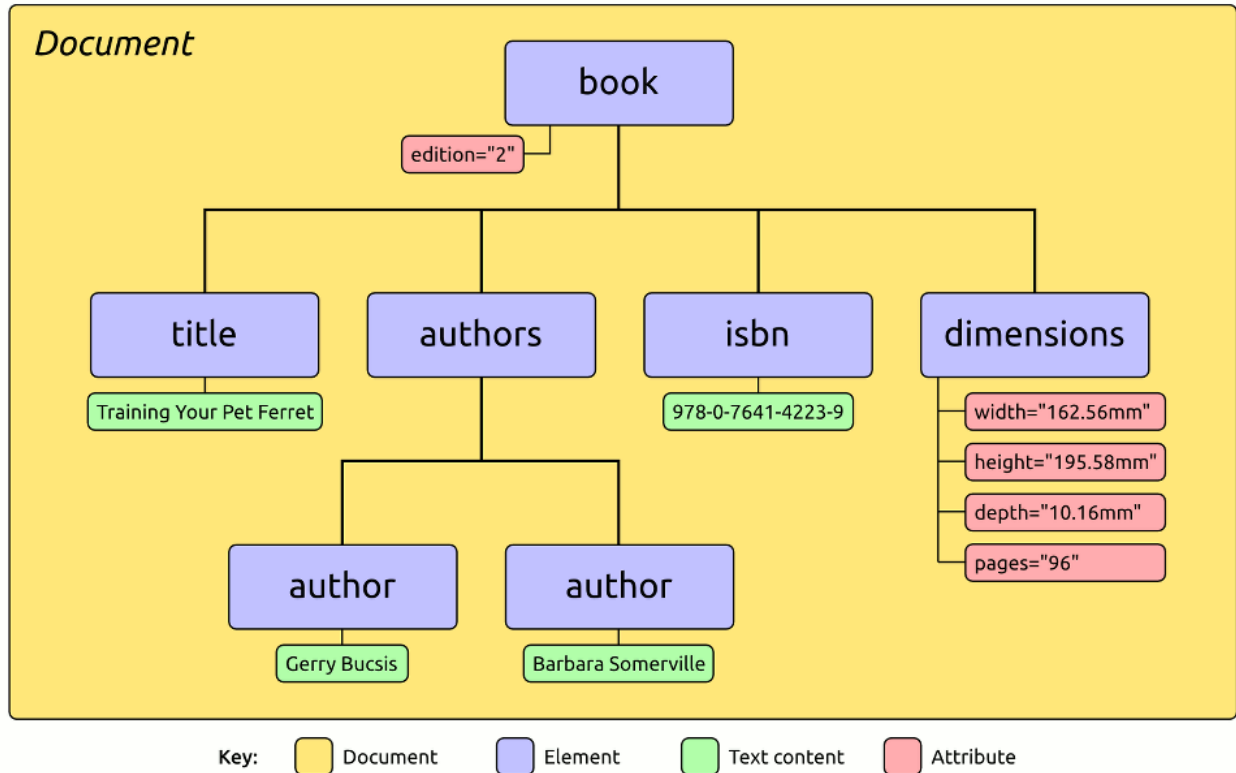 Document
book
edition="2"
title
authors
isbn
dimensions
Training Your Pet Ferret
978-0-7641-4223-9
width="162.56mm"
height="195.58mm"
depth="10.16mm"
pages="96"
author
author
Gerry Bucsis
Barbara Somerville
Key:
Document
Element
Text content
Attribute